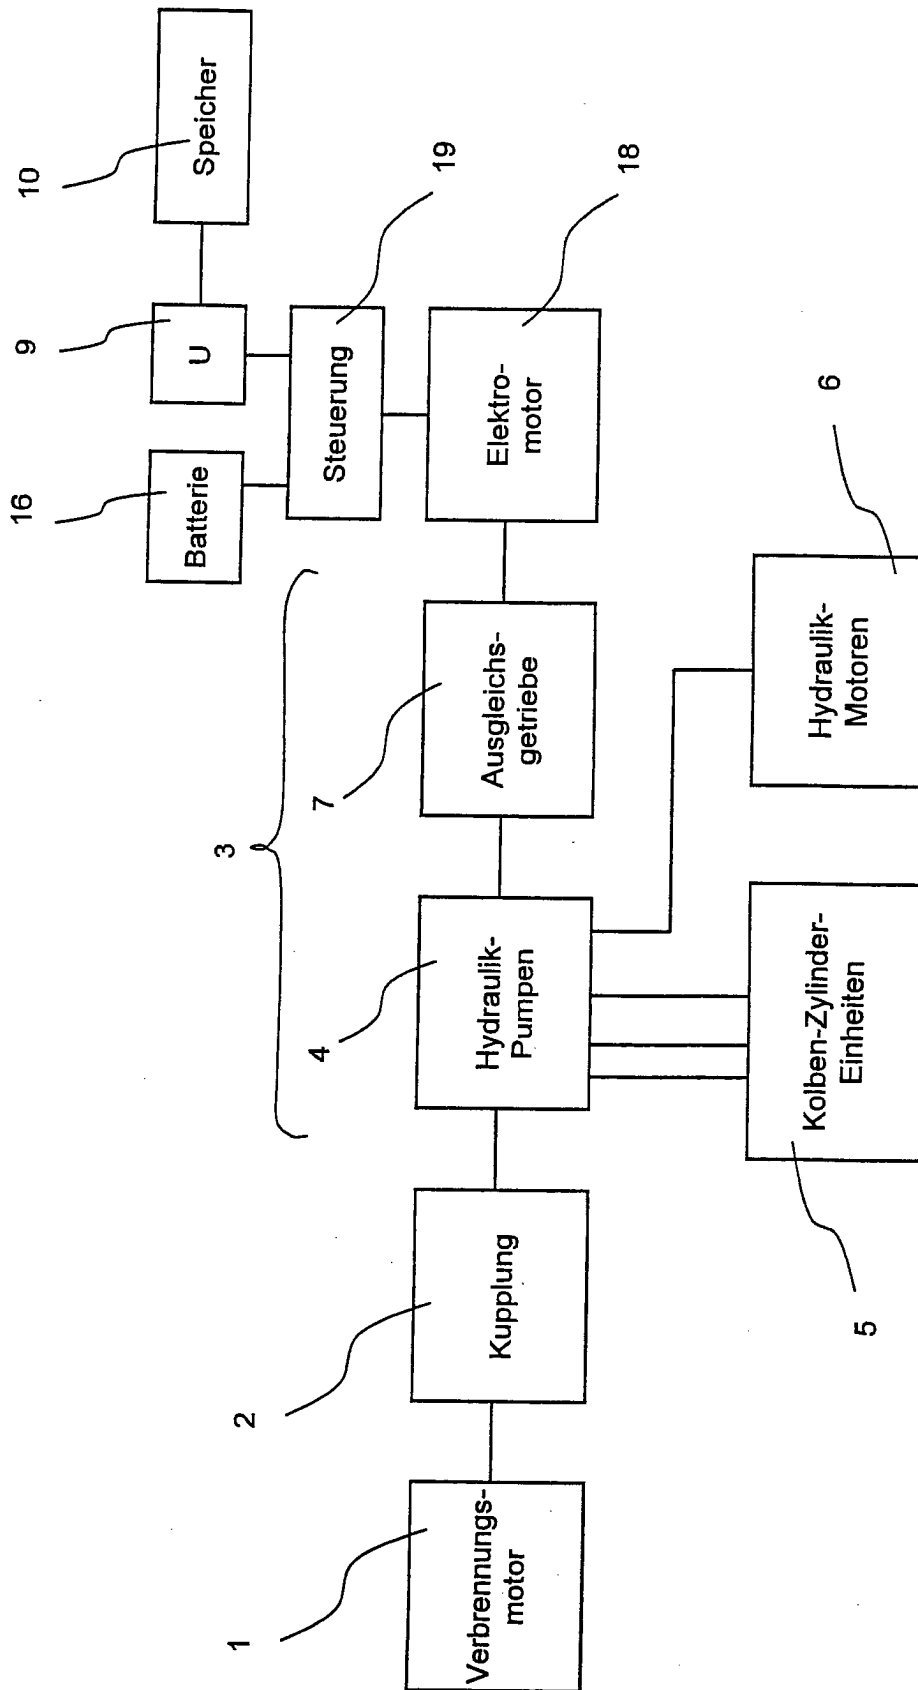 10
Speicher
9
U
16
Batterie
19
Steuerung
18
Elektro-
motor
3
7
Ausgleichs-
getriebe
4
Hydraulik-
Pumpen
6
Hydraulik-
Motoren
5
Kolben-Zylinder-
Einheiten
2
Kupplung
1
Verbrennungs-
motor